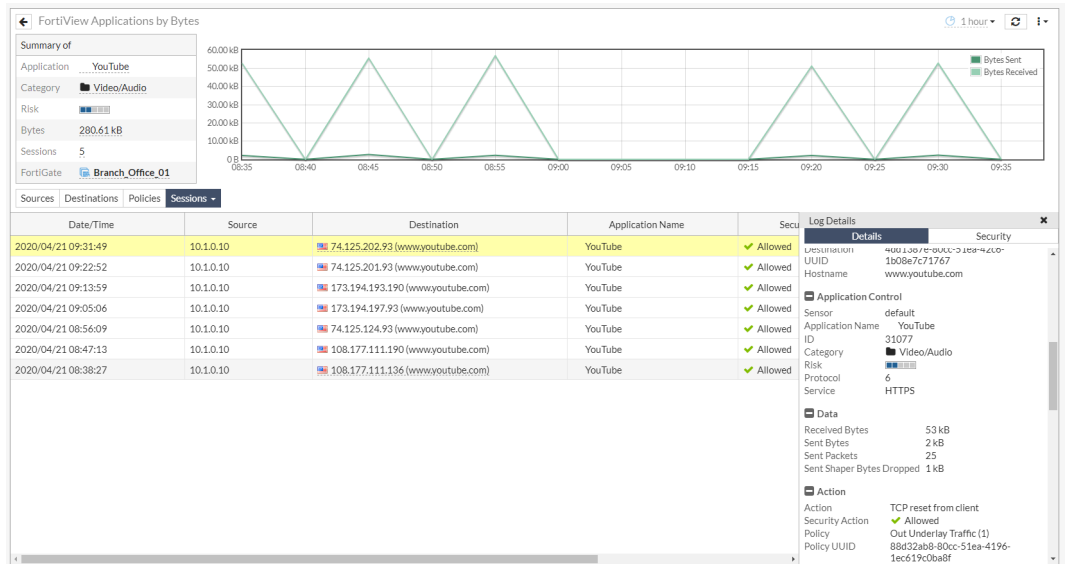 FortiView Applications by Bytes
1 hour
Summary of
Application YouTube
Category Video/Audio
Risk
Bytes 280.61 kB
Sessions 5
FortiGate Branch_Office_01
60.00 kB
50.00 kB
40.00 kB
30.00 kB
20.00 kB
10.00 kB
0 B
08:35 08:40 08:45 08:50 08:55 09:00 09:05 09:10 09:15 09:20 09:25 09:30 09:35
Bytes Sent
Bytes Received
Sources Destinations Policies Sessions
Date/Time Source Destination Application Name Secu
2020/04/21 09:31:49 10.1.0.10 74.125.202.93 (www.youtube.com) YouTube Allowed
2020/04/21 09:22:52 10.1.0.10 74.125.201.93 (www.youtube.com) YouTube Allowed
2020/04/21 09:13:59 10.1.0.10 173.194.193.190 (www.youtube.com) YouTube Allowed
2020/04/21 09:05:06 10.1.0.10 173.194.197.93 (www.youtube.com) YouTube Allowed
2020/04/21 08:56:09 10.1.0.10 74.125.124.93 (www.youtube.com) YouTube Allowed
2020/04/21 08:47:13 10.1.0.10 108.177.111.190 (www.youtube.com) YouTube Allowed
2020/04/21 08:38:27 10.1.0.10 108.177.111.136 (www.youtube.com) YouTube Allowed
Log Details
Details Security
Destination
UUID 1b08e7c71767
Hostname www.youtube.com
Application Control
Sensor default
Application Name YouTube
ID 31077
Category Video/Audio
Risk
Protocol 6
Service HTTPS
Data
Received Bytes 53 kB
Sent Bytes 2 kB
Sent Packets 25
Sent Shaper Bytes Dropped 1 kB
Action
Action TCP reset from client
Security Action Allowed
Policy Out Underlay Traffic (1)
Policy UUID 88d32ab8-80cc-51ea-4196-
1ec619c0ba8f